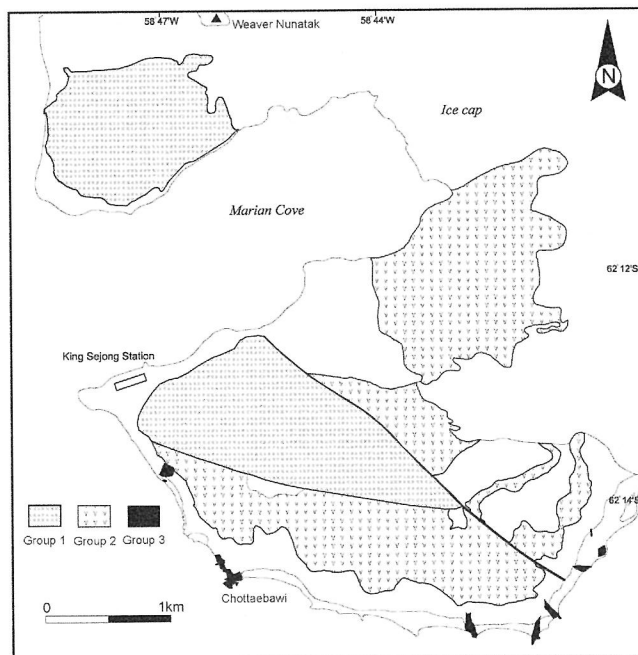 58˚47'W
58˚44'W
Weaver Nunatak
N
Ice cap
Marian Cove
62˚12'S
King Sejong Station
62˚14'S
Group 1
Group 2
Group 3
0
1km
Chottaebawi